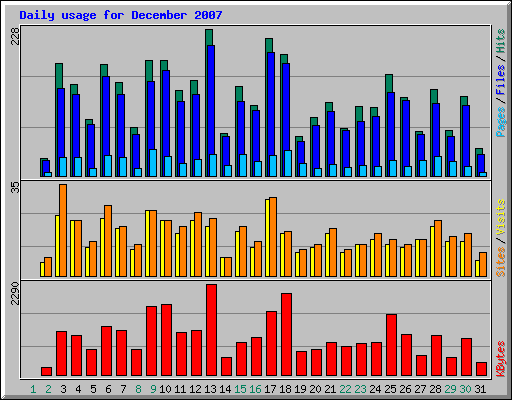 Daily usage for December 2007
228
Pages / Files / Hits
35
Sites / Visits
2290
KBytes
1 2 3 4 5 6 7 8 9 10 11 12 13 14 15 16 17 18 19 20 21 22 23 24 25 26 27 28 29 30 31